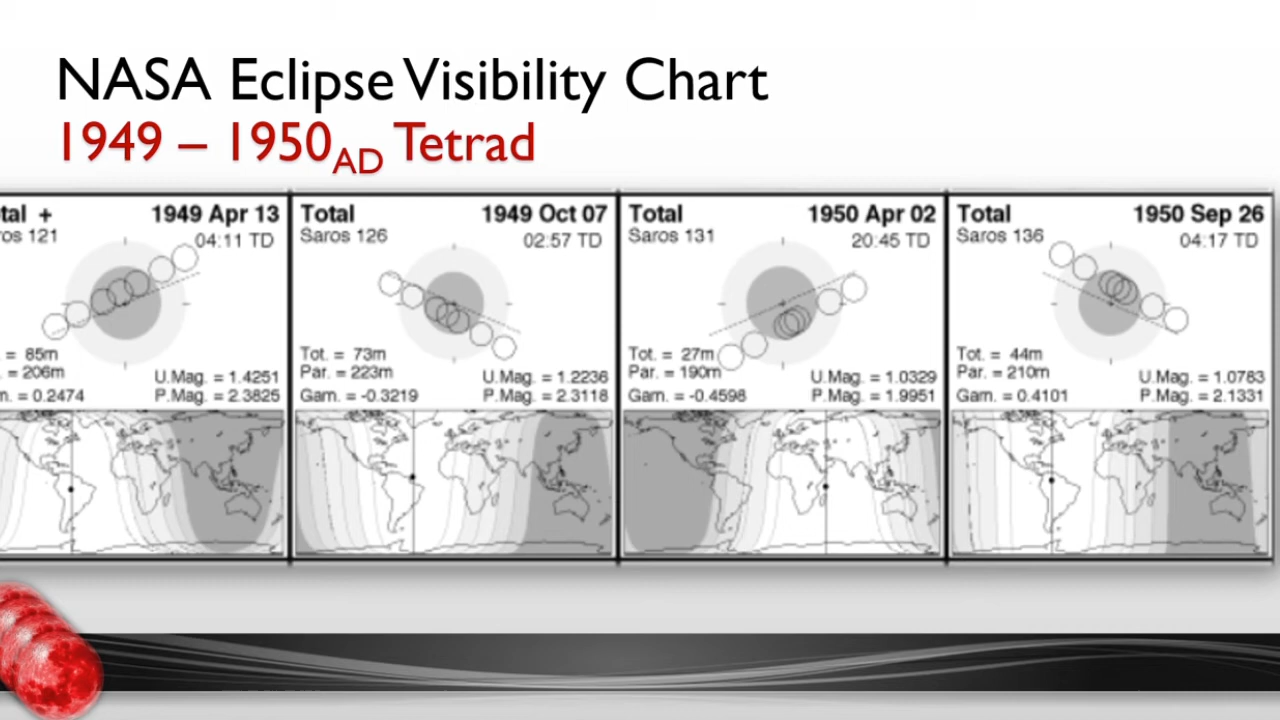 NASA Eclipse Visibility Chart
1949 – 1950AD Tetrad
tal + 1949 Apr 13
ros 121 04:11 TD
. = 85m
. = 206m U.Mag. = 1.4251
n. = 0.2474 P.Mag. = 2.3825
Total 1949 Oct 07
Saros 126 02:57 TD
Tot. = 73m
Par. = 223m U.Mag. = 1.2236
Gam. = -0.3219 P.Mag. = 2.3118
Total 1950 Apr 02
Saros 131 20:45 TD
Tot. = 27m
Par. = 190m U.Mag. = 1.0329
Gam. = -0.4598 P.Mag. = 1.9951
Total 1950 Sep 26
Saros 136 04:17 TD
Tot. = 44m
Par. = 210m U.Mag. = 1.0783
Gam. = 0.4101 P.Mag. = 2.1331